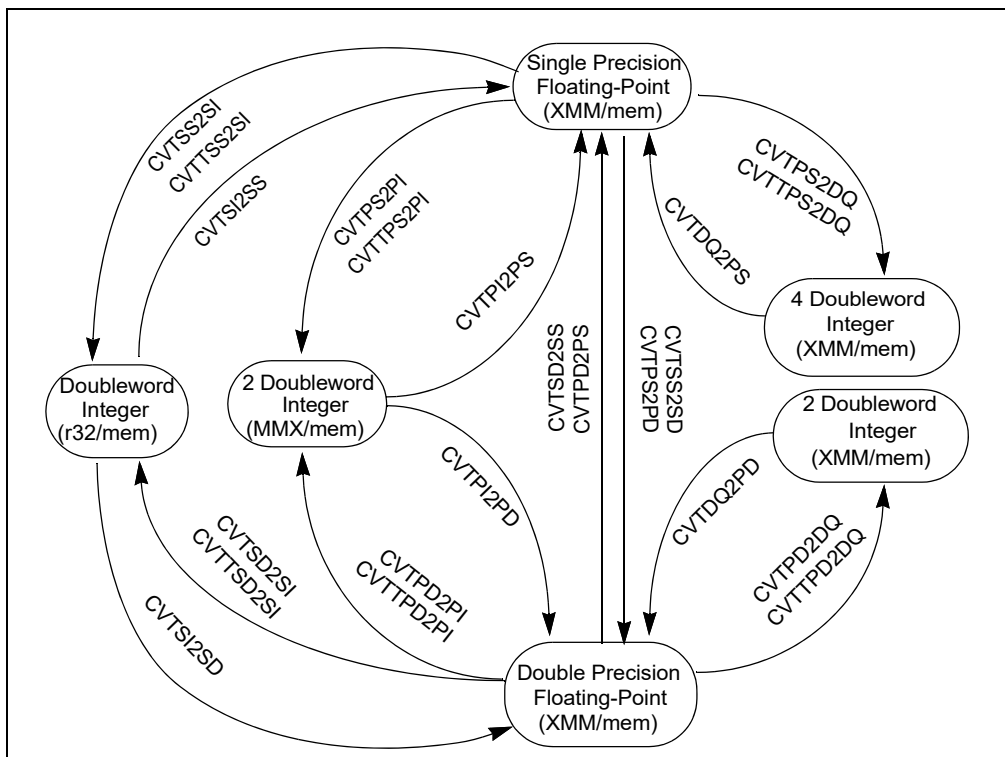 Single Precision
Floating-Point
(XMM/mem)
CVTSS2SI
CVTTSS2SI
CVTSI2SS
CVTPS2PI
CVTTPS2PI
CVTPI2PS
CVTPS2DQ
CVTTPS2DQ
CVTDQ2PS
4 Doubleword
Integer
(XMM/mem)
Doubleword
Integer
(r32/mem)
2 Doubleword
Integer
(MMX/mem)
CVTSD2SS
CVTPD2PS
CVTSS2SD
CVTPS2PD
2 Doubleword
Integer
(XMM/mem)
CVTPI2PD
CVTDQ2PD
CVTSD2SI
CVTTSD2SI
CVTPD2PI
CVTTPD2PI
CVTPD2DQ
CVTTPD2DQ
CVTSI2SD
Double Precision
Floating-Point
(XMM/mem)